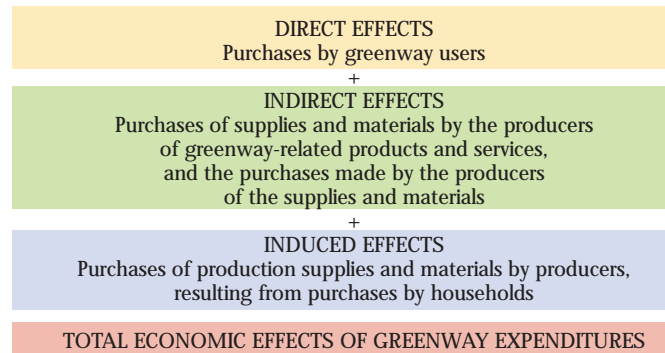 DIRECT EFFECTS
Purchases by greenway users
+
INDIRECT EFFECTS
Purchases of supplies and materials by the producers
of greenway-related products and services,
and the purchases made by the producers
of the supplies and materials
+
INDUCED EFFECTS
Purchases of production supplies and materials by producers,
resulting from purchases by households
TOTAL ECONOMIC EFFECTS OF GREENWAY EXPENDITURES